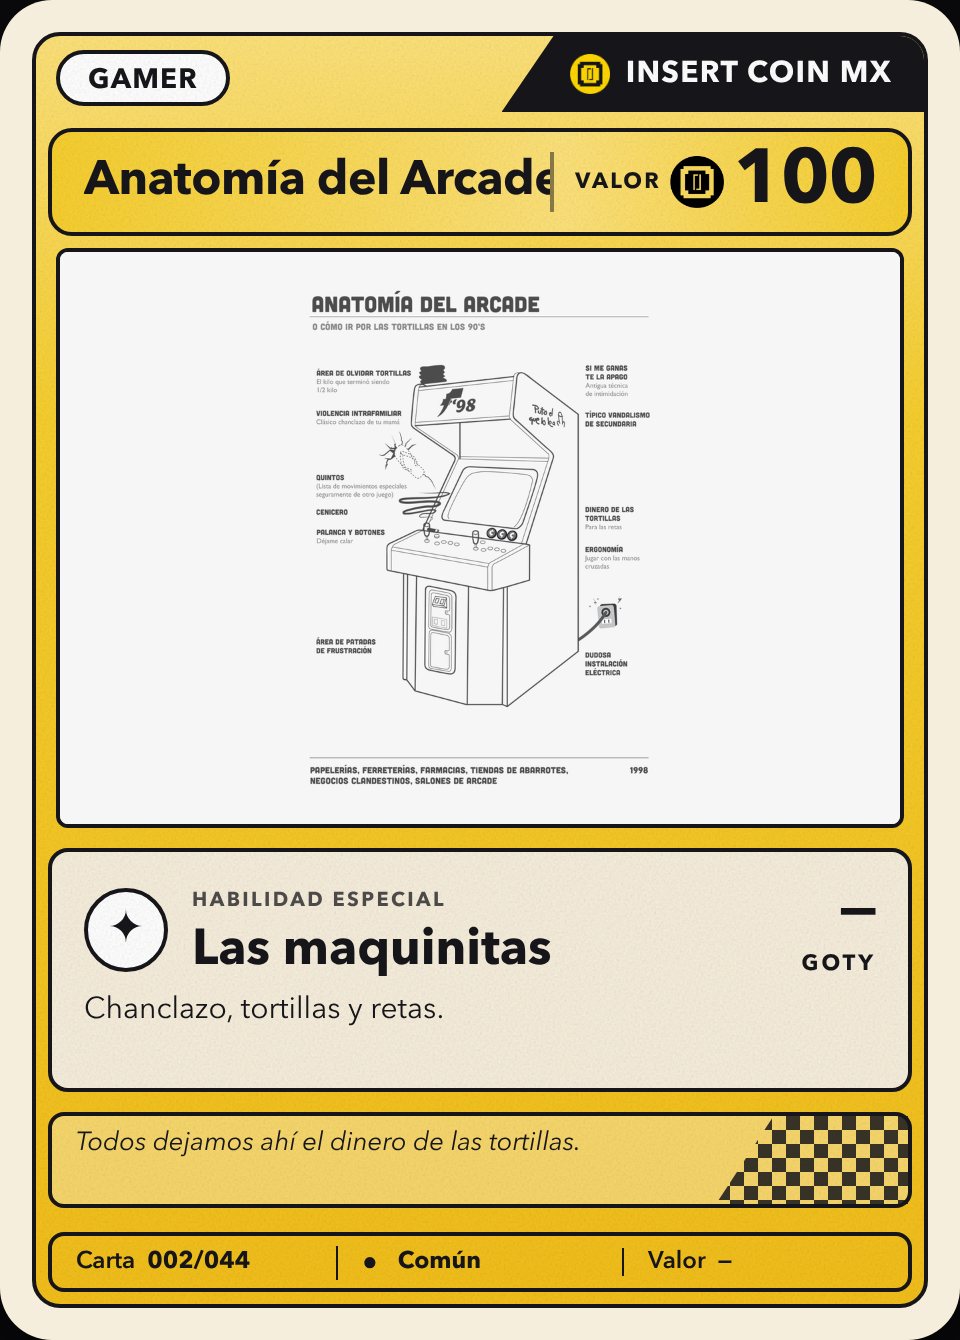 GAMER
INSERT COIN MX
Anatomía del Arcade
VALOR 100
ANATOMÍA DEL ARCADE
O CÓMO IR POR LAS TORTILLAS EN LOS 90'S
ÁREA DE OLVIDAR TORTILLAS
El kilo que terminó siendo
1/2 kilo
VIOLENCIA INTRAFAMILIAR
Clásico chanclazo de tu mamá
QUINTOS
(Lista de movimientos especiales
seguramente de otro juego)
CENICERO
PALANCA Y BOTONES
Déjame calar
ÁREA DE PATADAS
DE FRUSTRACIÓN
'98
Puto el
que lo lea
SI ME GANAS
TE LA APAGO
Antigua técnica
de intimidación
TÍPICO VANDALISMO
DE SECUNDARIA
DINERO DE LAS
TORTILLAS
Para las retas
ERGONOMÍA
Jugar con las manos
cruzadas
DUDOSA
INSTALACIÓN
ELÉCTRICA
PAPELERÍAS, FERRETERÍAS, FARMACIAS, TIENDAS DE ABARROTES,
NEGOCIOS CLANDESTINOS, SALONES DE ARCADE
1998
HABILIDAD ESPECIAL
Las maquinitas
—
GOTY
Chanclazo, tortillas y retas.
Todos dejamos ahí el dinero de las tortillas.
Carta 002/044
● Común
Valor –